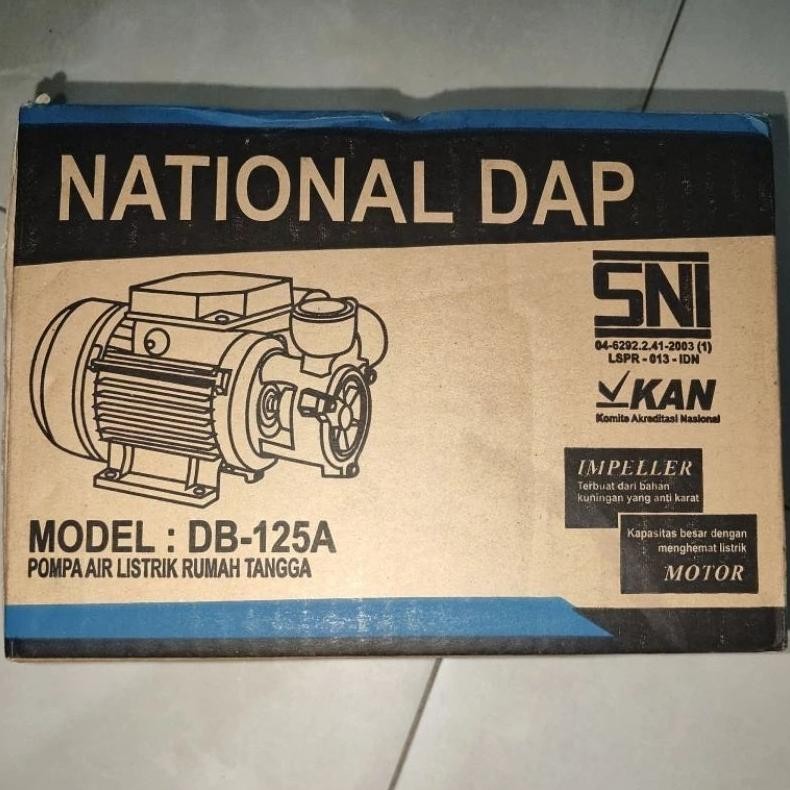 NATIONAL DAP
SNI
04-6292.2.41-2003 (1)
LSPR - 013 - IDN
KAN
Komite Akreditasi Nasional
IMPELLER
Terbuat dari bahan
kuningan yang anti karat
Kapasitas besar dengan
menghemat listrik
MOTOR
MODEL : DB-125A
POMPA AIR LISTRIK RUMAH TANGGA